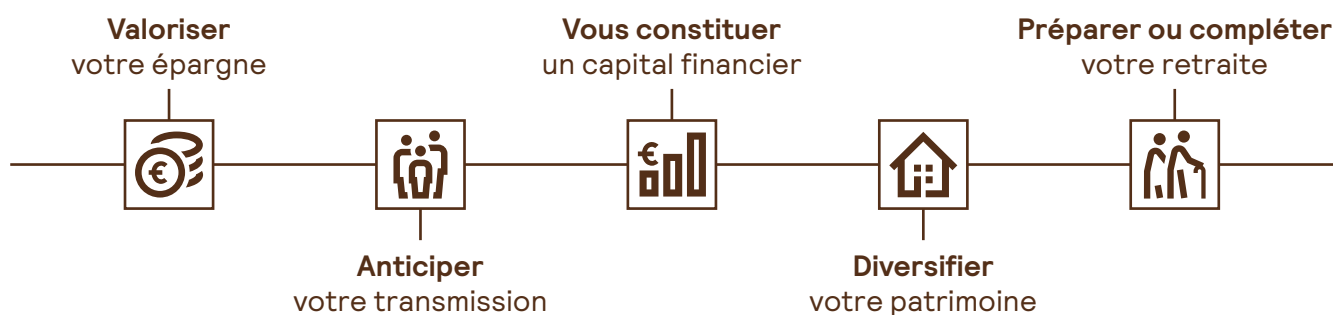 Valoriser
votre épargne
Vous constituer
un capital financier
Préparer ou compléter
votre retraite
€
€
Anticiper
votre transmission
Diversifier
votre patrimoine